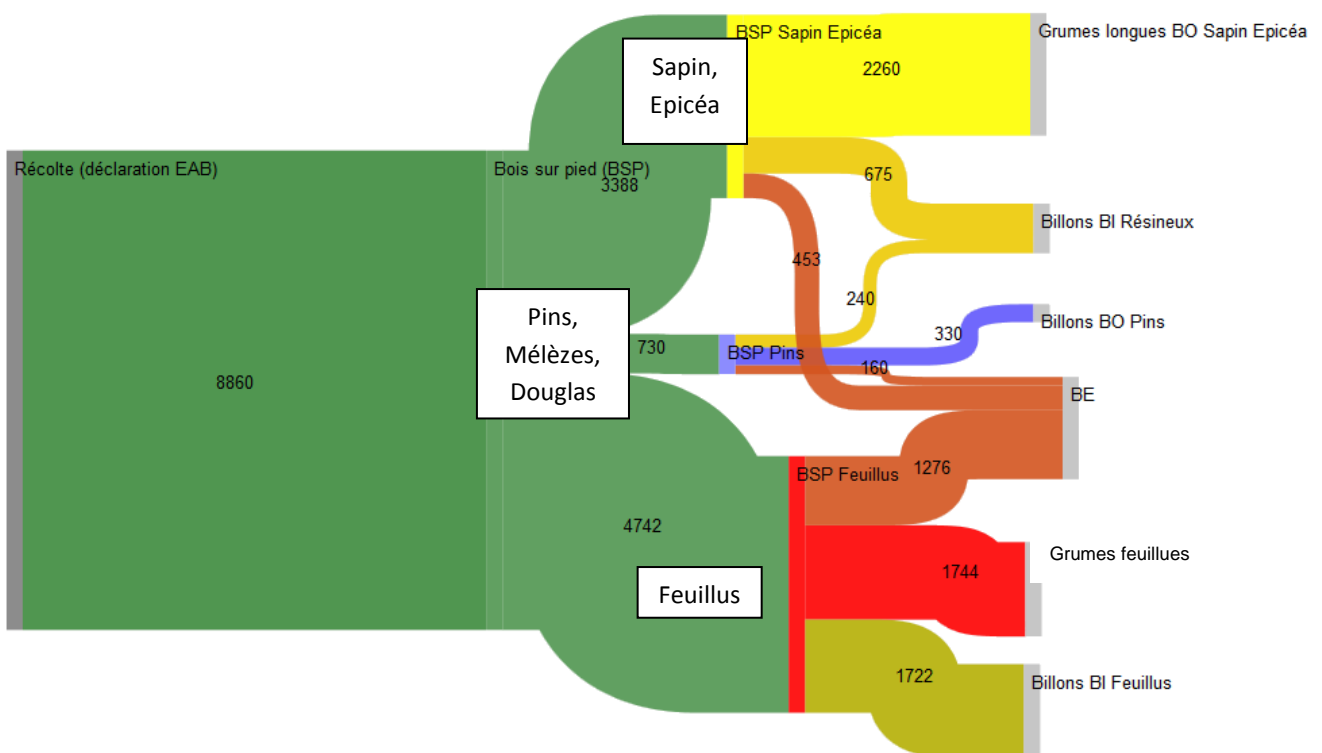 BSP Sapin Epicéa
Grumes longues BO Sapin Epicéa
Sapin,
Epicéa
2260
Récolte (déclaration EAB)
Bois sur pied (BSP)
3388
675
Billons BI Résineux
453
240
Pins,
Mélèzes,
Douglas
730
BSP Pins
330
Billons BO Pins
160
8860
BE
BSP Feuillus
1276
4742
Grumes feuillues
1744
Feuillus
1722
Billons BI Feuillus